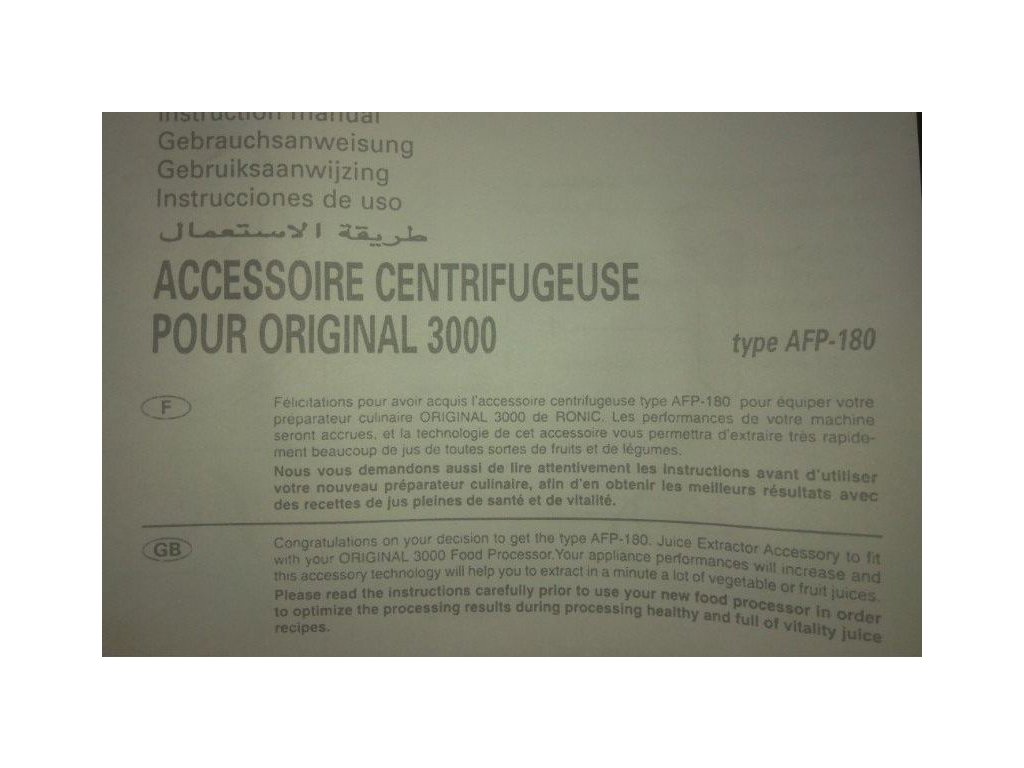 Instruction manual
Gebrauchsanweisung
Gebruiksaanwijzing
Instrucciones de uso
طريقة الاستعمال
ACCESSOIRE CENTRIFUGEUSE
POUR ORIGINAL 3000
type AFP-180
F
Félicitations pour avoir acquis l'accessoire centrifugeuse type AFP-180 pour équiper votre
préparateur culinaire ORIGINAL 3000 de RONIC. Les performances de votre machine
seront accrues, et la technologie de cet accessoire vous permettra d'extraire très rapide-
ment beaucoup de jus de toutes sortes de fruits et de légumes.
Nous vous demandons aussi de lire attentivement les instructions avant d'utiliser
votre nouveau préparateur culinaire, afin d'en obtenir les meilleurs résultats avec
des recettes de jus pleines de santé et de vitalité.
GB
Congratulations on your decision to get the type AFP-180. Juice Extractor Accessory to fit
with your ORIGINAL 3000 Food Processor.Your appliance performances will increase and
this accessory technology will help you to extract in a minute a lot of vegetable or fruit juices.
Please read the instructions carefully prior to use your new food processor in order
to optimize the processing results during processing healthy and full of vitality juice
recipes.